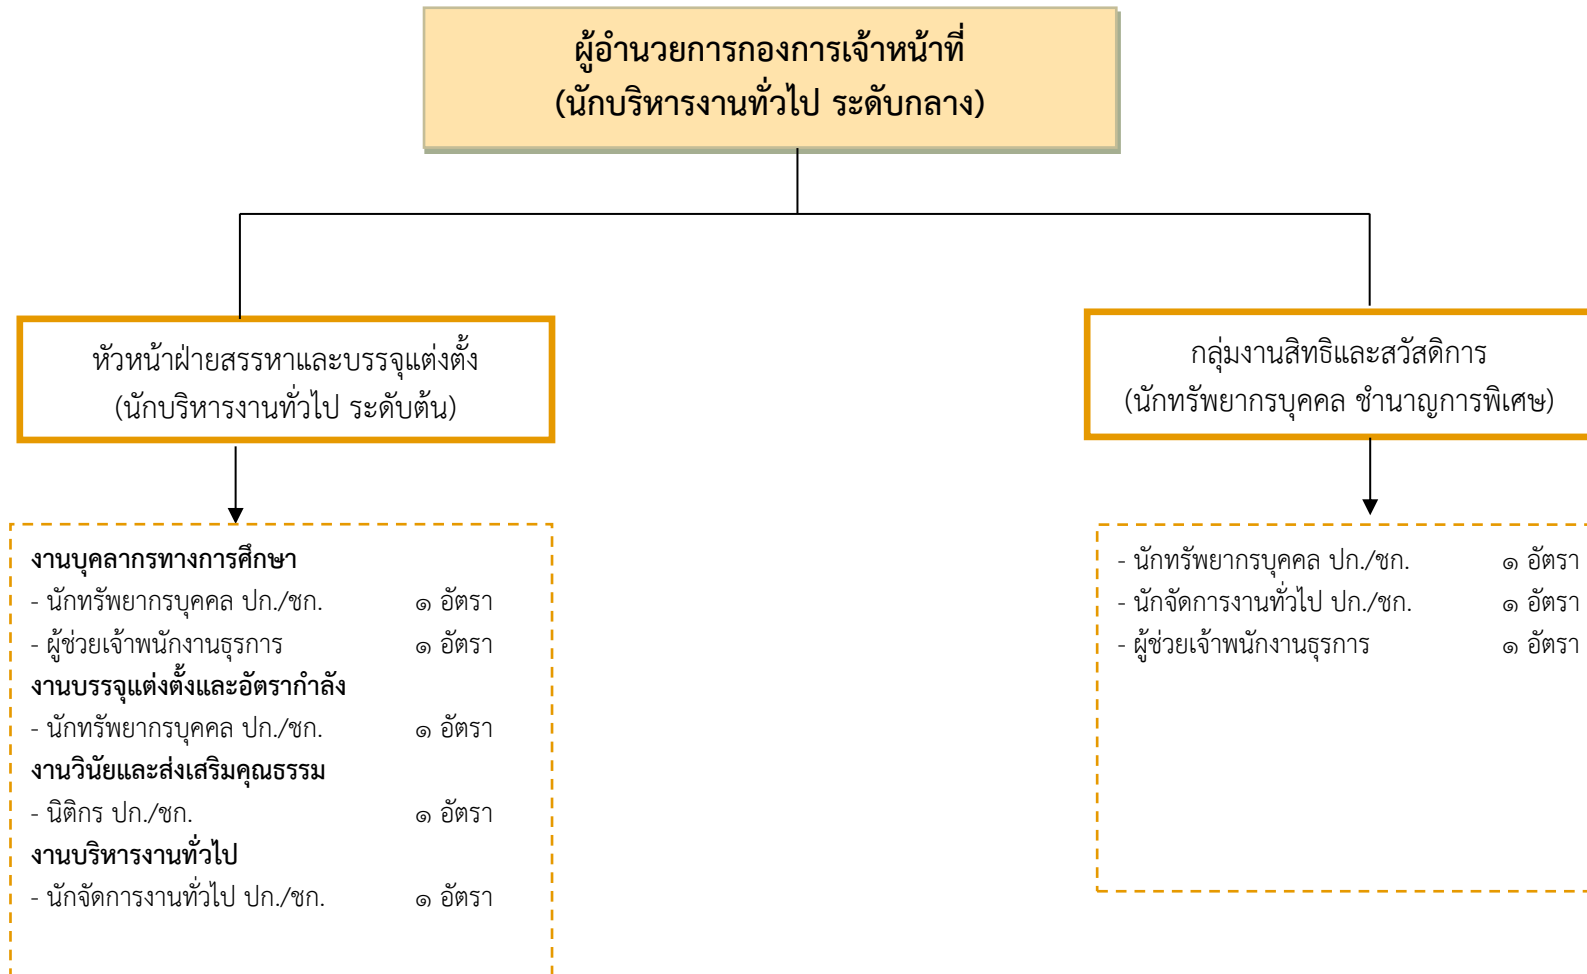 ผู้อำนวยการกองการเจ้าหน้าที่
(นักบริหารงานทั่วไป ระดับกลาง)
หัวหน้าฝ่ายสรรหาและบรรจุแต่งตั้ง
(นักบริหารงานทั่วไป ระดับต้น)
งานบุคลากรทางการศึกษา
- นักทรัพยากรบุคคล ปก./ชก. ๑ อัตรา
- ผู้ช่วยเจ้าพนักงานธุรการ ๑ อัตรา
งานบรรจุแต่งตั้งและอัตรากำลัง
- นักทรัพยากรบุคคล ปก./ชก. ๑ อัตรา
งานวินัยและส่งเสริมคุณธรรม
- นิติกร ปก./ชก. ๑ อัตรา
งานบริหารงานทั่วไป
- นักจัดการงานทั่วไป ปก./ชก. ๑ อัตรา
กลุ่มงานสิทธิและสวัสดิการ
(นักทรัพยากรบุคคล ชำนาญการพิเศษ)
- นักทรัพยากรบุคคล ปก./ชก. ๑ อัตรา
- นักจัดการงานทั่วไป ปก./ชก. ๑ อัตรา
- ผู้ช่วยเจ้าพนักงานธุรการ ๑ อัตรา